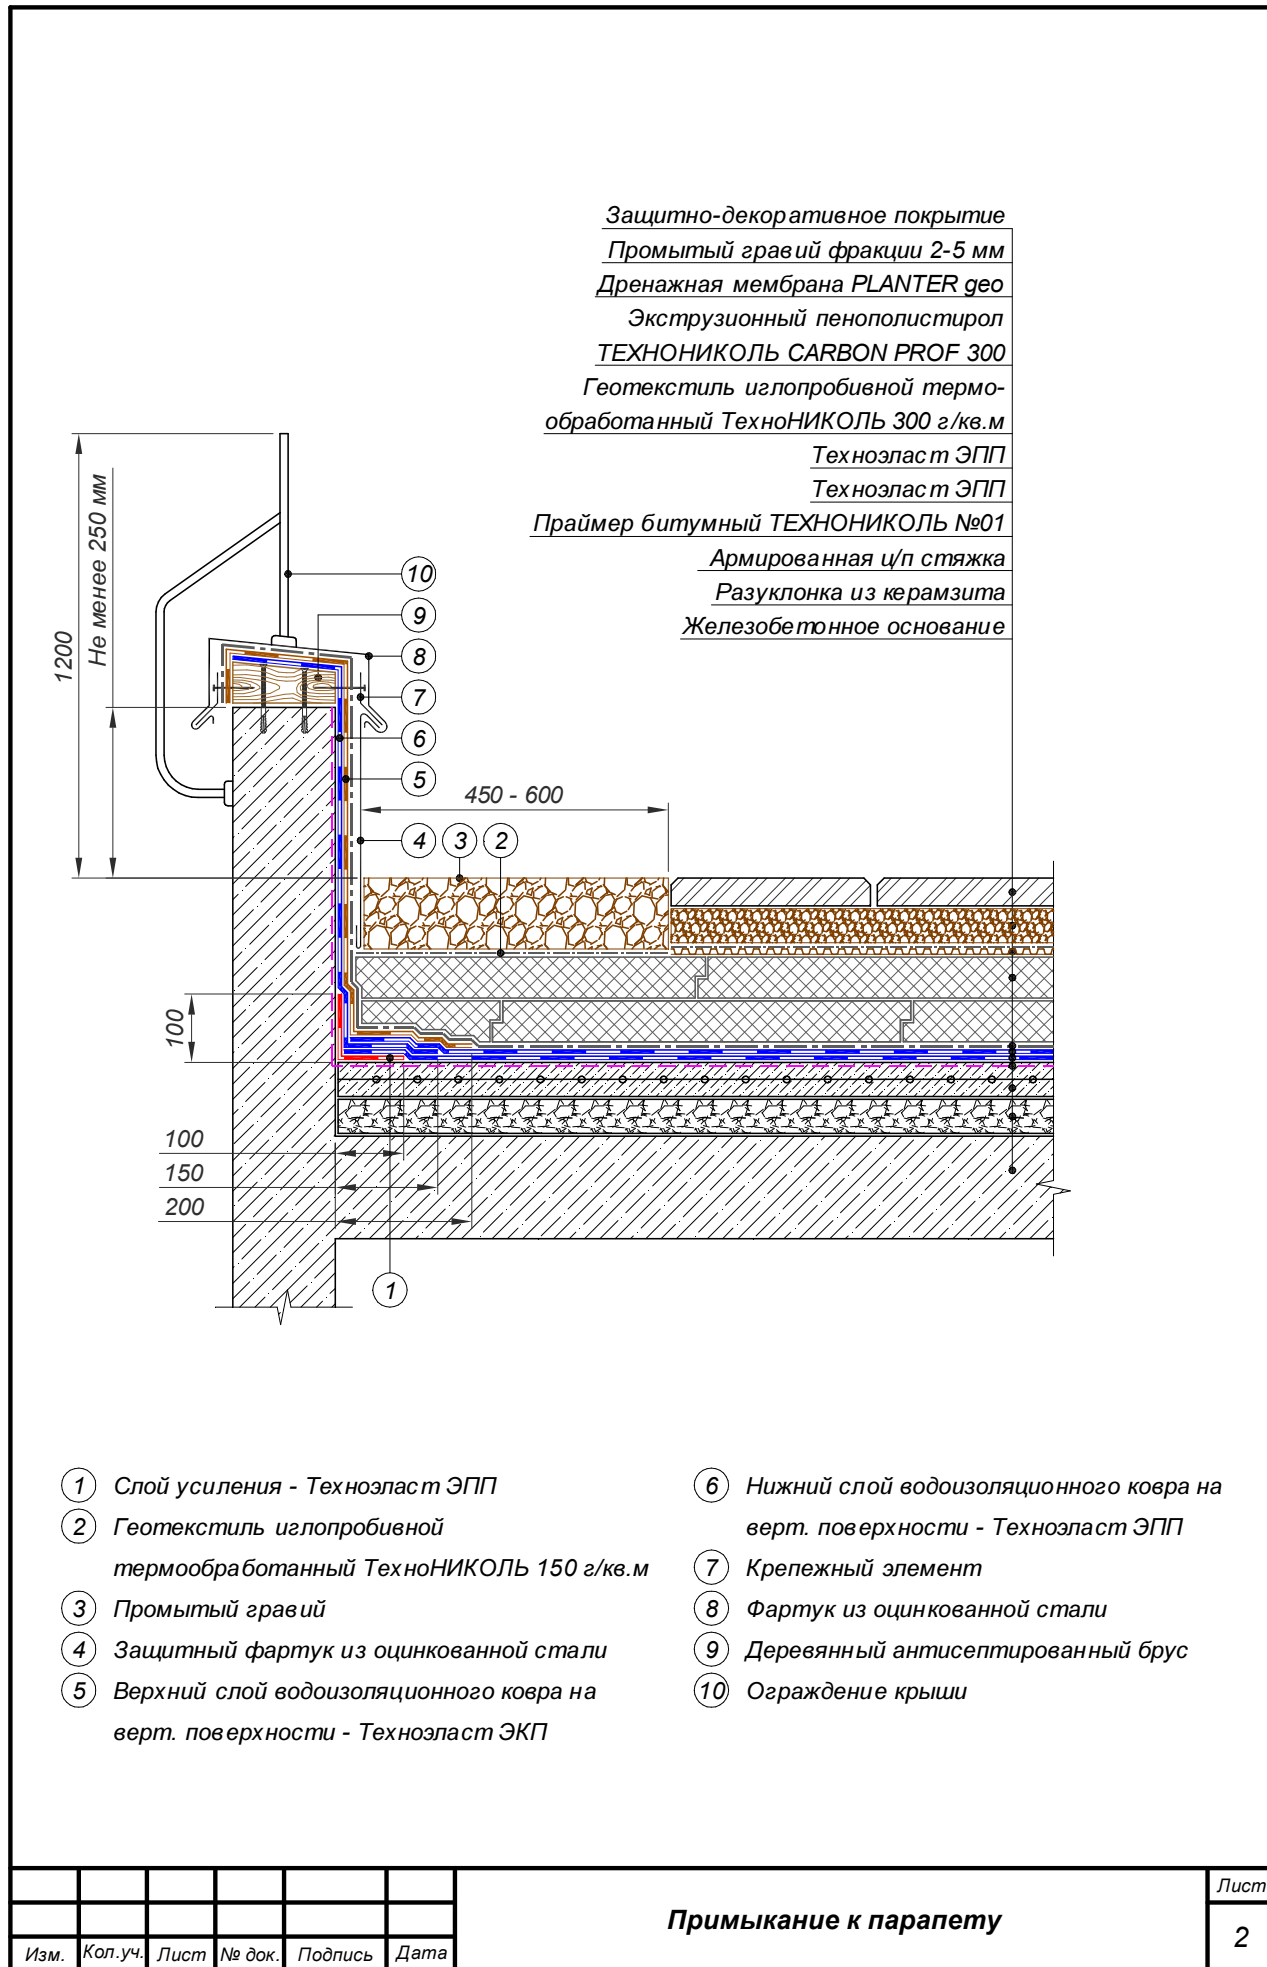 Защитно-декоративное покрытие
Промытый гравий фракции 2-5 мм
Дренажная мембрана PLANTER geo
Экструзионный пенополистирол
ТЕХНОНИКОЛЬ CARBON PROF 300
Геотекстиль иглопробивной термо-
обработанный ТехноНИКОЛЬ 300 г/кв.м
Техноэласт ЭПП
Техноэласт ЭПП
Праймер битумный ТЕХНОНИКОЛЬ №01
Армированная ц/п стяжка
Разуклонка из керамзита
Железобетонное основание
1200
Не менее 250 мм
10
9
8
7
6
5
450 - 600
4
3
2
100
100
150
200
1
1 Слой усиления - Техноэласт ЭПП
2 Геотекстиль иглопробивной
термообработанный ТехноНИКОЛЬ 150 г/кв.м
3 Промытый гравий
4 Защитный фартук из оцинкованной стали
5 Верхний слой водоизоляционного ковра на
верт. поверхности - Техноэласт ЭКП
6 Нижний слой водоизоляционного ковра на
верт. поверхности - Техноэласт ЭПП
7 Крепежный элемент
8 Фартук из оцинкованной стали
9 Деревянный антисептированный брус
10 Ограждение крыши
Изм. Кол.уч. Лист № док. Подпись Дата
Примыкание к парапету
Лист
2